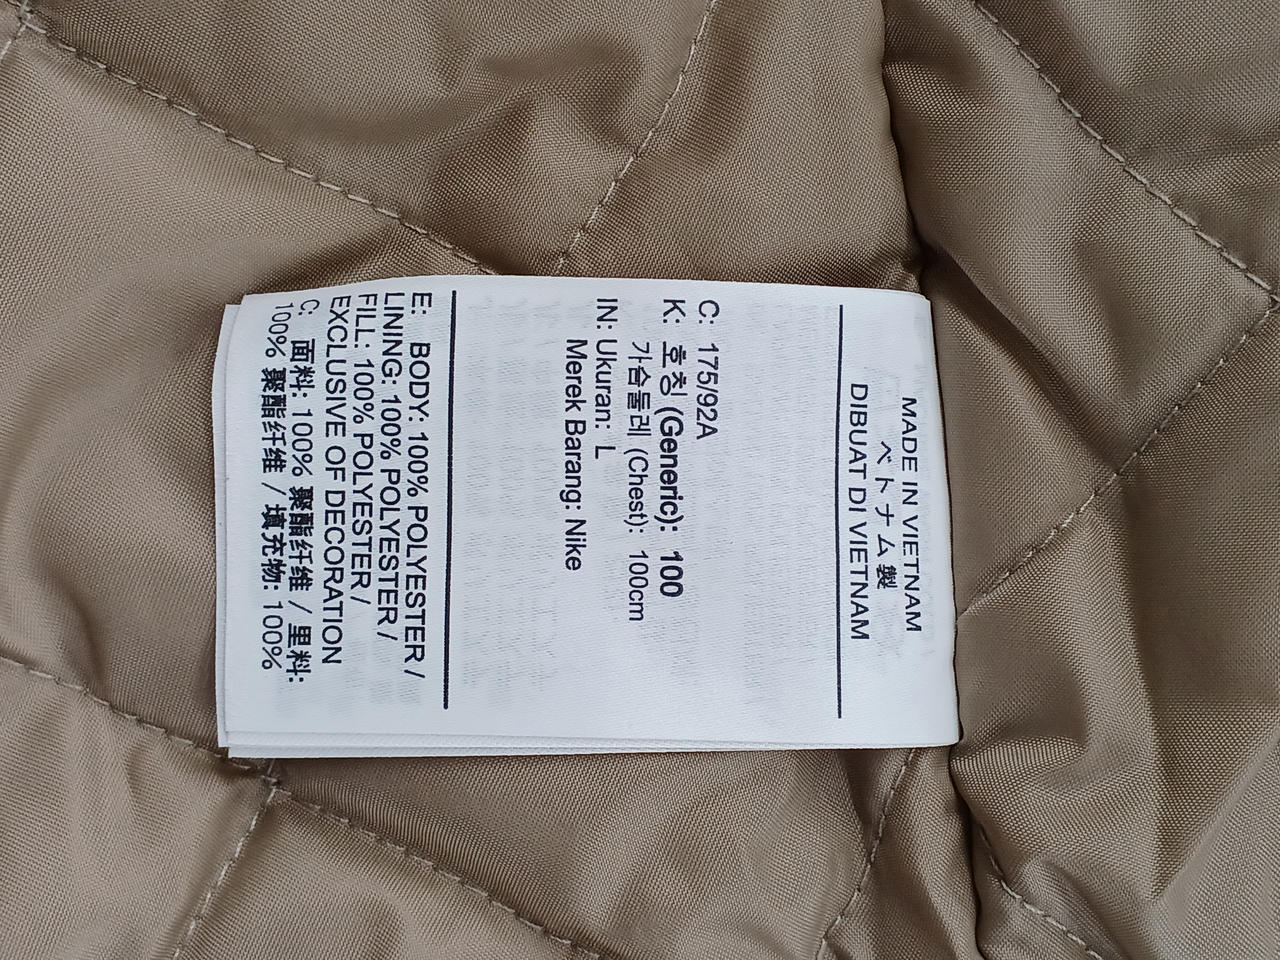 MADE IN VIETNAM
ベトナム製
DIBUAT DI VIETNAM
C: 175/92A
K: 호칭 (Generic): 100
가슴둘레 (Chest): 100cm
IN: Ukuran: L
Merek Barang: Nike
E: BODY: 100% POLYESTER /
LINING: 100% POLYESTER /
FILL: 100% POLYESTER /
EXCLUSIVE OF DECORATION
C: 面料: 100% 聚酯纤维 / 里料:
100% 聚酯纤维 / 填充物: 100%